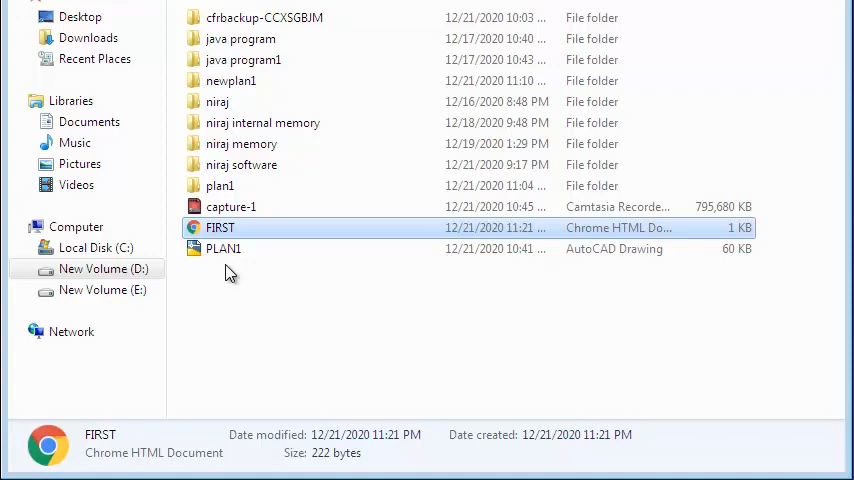 Desktop
Downloads
Recent Places
Libraries
Documents
Music
Pictures
Videos
Computer
Local Disk (C:)
New Volume (D:)
New Volume (E:)
Network
cfrbackup-CCXSGBJM 12/21/2020 10:03 ... File folder
java program 12/17/2020 10:40 ... File folder
java program1 12/17/2020 10:43 ... File folder
newplan1 12/21/2020 11:10 ... File folder
niraj 12/16/2020 8:48 PM File folder
niraj internal memory 12/18/2020 9:48 PM File folder
niraj memory 12/19/2020 1:29 PM File folder
niraj software 12/21/2020 9:17 PM File folder
plan1 12/21/2020 11:04 ... File folder
capture-1 12/21/2020 10:45 ... Camtasia Recorde... 795,680 KB
FIRST 12/21/2020 11:21 ... Chrome HTML Do... 1 KB
PLAN1 12/21/2020 10:41 ... AutoCAD Drawing 60 KB
FIRST Date modified: 12/21/2020 11:21 PM Date created: 12/21/2020 11:21 PM
Chrome HTML Document Size: 222 bytes